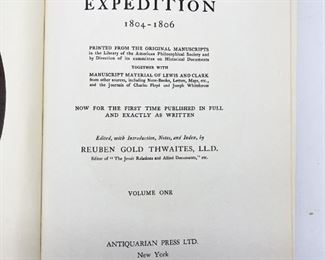 EXPEDITION
1804-1806
PRINTED FROM THE ORIGINAL MANUSCRIPTS
in the Library of the American Philosophical Society and
by Direction of its committee on Historical Documents
TOGETHER WITH
MANUSCRIPT MATERIAL OF LEWIS AND CLARK
from other sources, including Note-Books, Letters, Maps, etc.,
and the Journals of Charles Floyd and Joseph Whitehouse
NOW FOR THE FIRST TIME PUBLISHED IN FULL
AND EXACTLY AS WRITTEN
Edited, with Introduction, Notes, and Index, by
REUBEN GOLD THWAITES, LL.D.
Editor of "The Jesuit Relations and Allied Documents," etc.
VOLUME ONE
ANTIQUARIAN PRESS LTD.
New York